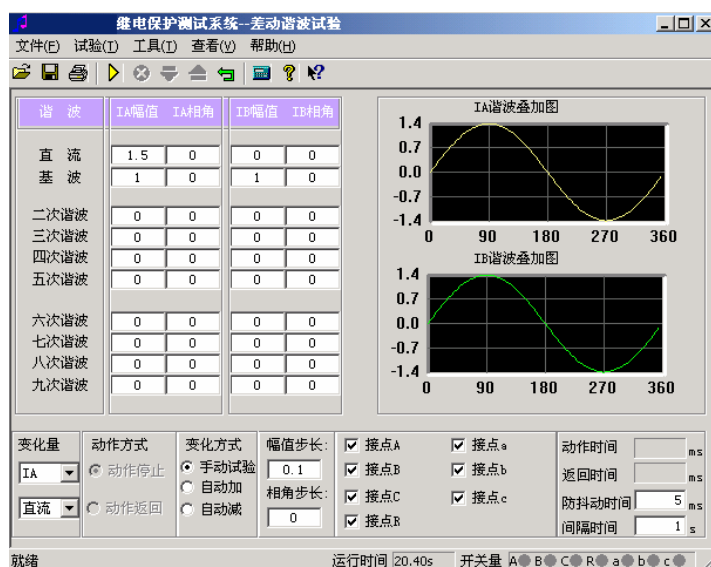 继电保护测试系统--差动谐波试验
文件(F) 试验(T) 工具(T) 查看(V) 帮助(H)
谐 波 IA幅值 IA相角 IB幅值 IB相角
直 流 1.5 0 0 0
基 波 1 0 1 0
二次谐波 0 0 0 0
三次谐波 0 0 0 0
四次谐波 0 0 0 0
五次谐波 0 0 0 0
六次谐波 0 0 0 0
七次谐波 0 0 0 0
八次谐波 0 0 0 0
九次谐波 0 0 0 0
IA谐波叠加图
1.4
0.7
0.0
-0.7
-1.4
0 90 180 270 360
IB谐波叠加图
1.4
0.7
0.0
-0.7
-1.4
0 90 180 270 360
变化量
IA
直流
动作方式
动作停止
动作返回
变化方式
手动试验
自动加
自动减
幅值步长:
0.1
相角步长:
0
接点A 接点a
接点B 接点b
接点C 接点c
接点R
动作时间 ms
返回时间 ms
防抖动时间 5 ms
间隔时间 1 s
就绪 运行时间 20.40s 开关量 A B C R a b c